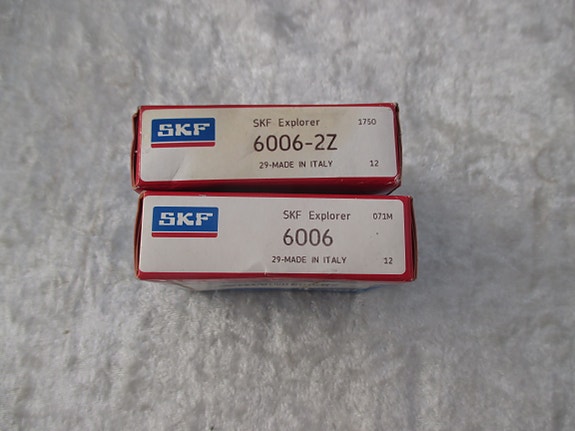 SKF
SKF Explorer 1750
6006-2Z
29-MADE IN ITALY 12
SKF
SKF Explorer 071M
6006
29-MADE IN ITALY 12